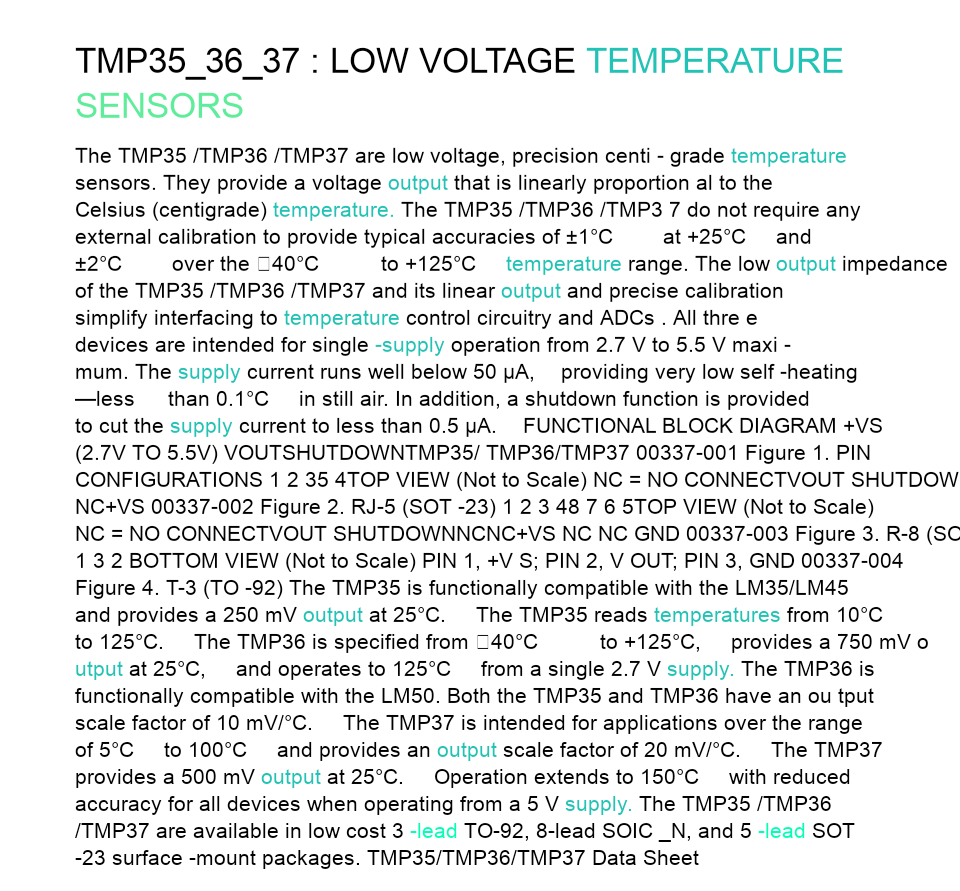 TMP35_36_37 : LOW VOLTAGE TEMPERATURE
SENSORS
The TMP35 /TMP36 /TMP37 are low voltage, precision centi - grade temperature
sensors. They provide a voltage output that is linearly proportion al to the
Celsius (centigrade) temperature. The TMP35 /TMP36 /TMP3 7 do not require any
external calibration to provide typical accuracies of ±1°C at +25°C and
±2°C over the □40°C to +125°C temperature range. The low output impedance
of the TMP35 /TMP36 /TMP37 and its linear output and precise calibration
simplify interfacing to temperature control circuitry and ADCs . All thre e
devices are intended for single -supply operation from 2.7 V to 5.5 V maxi -
mum. The supply current runs well below 50 μA, providing very low self -heating
—less than 0.1°C in still air. In addition, a shutdown function is provided
to cut the supply current to less than 0.5 μA. FUNCTIONAL BLOCK DIAGRAM +VS
(2.7V TO 5.5V) VOUTSHUTDOWNTMP35/ TMP36/TMP37 00337-001 Figure 1. PIN
CONFIGURATIONS 1 2 35 4TOP VIEW (Not to Scale) NC = NO CONNECTVOUT SHUTDOW
NC+VS 00337-002 Figure 2. RJ-5 (SOT -23) 1 2 3 48 7 6 5TOP VIEW (Not to Scale)
NC = NO CONNECTVOUT SHUTDOWNNCNC+VS NC NC GND 00337-003 Figure 3. R-8 (SO
1 3 2 BOTTOM VIEW (Not to Scale) PIN 1, +V S; PIN 2, V OUT; PIN 3, GND 00337-004
Figure 4. T-3 (TO -92) The TMP35 is functionally compatible with the LM35/LM45
and provides a 250 mV output at 25°C. The TMP35 reads temperatures from 10°C
to 125°C. The TMP36 is specified from □40°C to +125°C, provides a 750 mV o
utput at 25°C, and operates to 125°C from a single 2.7 V supply. The TMP36 is
functionally compatible with the LM50. Both the TMP35 and TMP36 have an ou tput
scale factor of 10 mV/°C. The TMP37 is intended for applications over the range
of 5°C to 100°C and provides an output scale factor of 20 mV/°C. The TMP37
provides a 500 mV output at 25°C. Operation extends to 150°C with reduced
accuracy for all devices when operating from a 5 V supply. The TMP35 /TMP36
/TMP37 are available in low cost 3 -lead TO-92, 8-lead SOIC _N, and 5 -lead SOT
-23 surface -mount packages. TMP35/TMP36/TMP37 Data Sheet